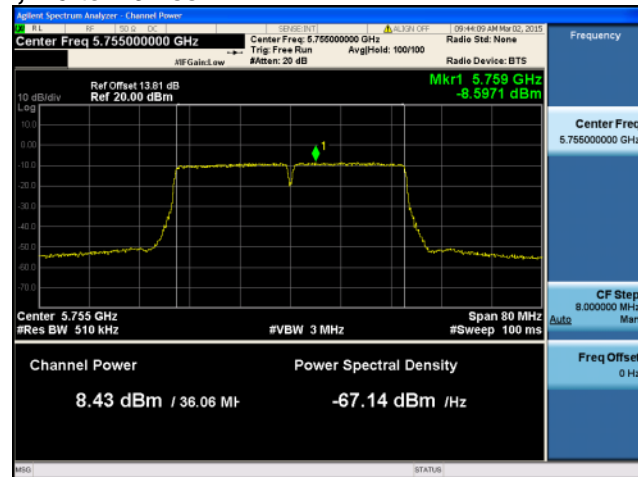 Agilent Spectrum Analyzer - Channel Power
RL RF 50 Ω DC SENSE:INT ALIGN OFF 09:44:09 AM Mar 02, 2015
Center Freq 5.755000000 GHz
Center Freq: 5.755000000 GHz
Radio Std: None
Trig: Free Run Avg|Hold: 100/100
#IFGain:Low #Atten: 20 dB Radio Device: BTS
Frequency
Ref Offset 13.81 dB
Mkr1 5.759 GHz
10 dB/div Ref 20.00 dBm -8.5971 dBm
Log
10.0
0.00
-10.0
-20.0
-30.0
-40.0
-50.0
-60.0
-70.0
1
Center 5.755 GHz Span 80 MHz
#Res BW 510 kHz #VBW 3 MHz #Sweep 100 ms
Channel Power Power Spectral Density
8.43 dBm / 36.06 MH -67.14 dBm /Hz
Center Freq
5.755000000 GHz
CF Step
8.000000 MHz
Auto Man
Freq Offset
0 Hz
MSG STATUS